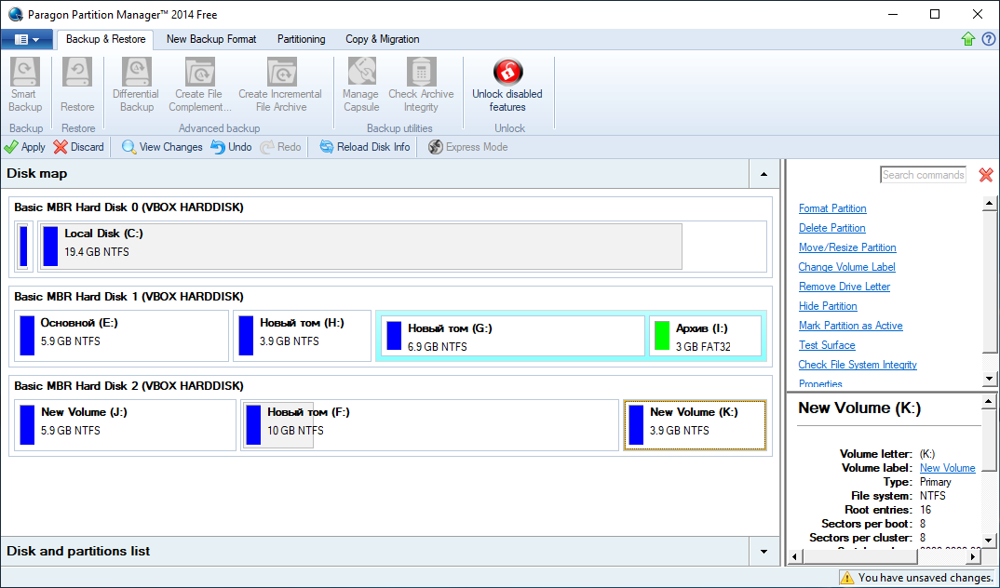 Paragon Partition Manager™ 2014 Free
Backup & Restore
New Backup Format
Partitioning
Copy & Migration
Smart Backup
Restore
Differential Backup
Create File Complement...
Create Incremental File Archive
Manage Capsule
Check Archive Integrity
Unlock disabled features
Backup
Restore
Advanced backup
Backup utilities
Unlock
Apply
Discard
View Changes
Undo
Redo
Reload Disk Info
Express Mode
Disk map
Basic MBR Hard Disk 0 (VBOX HARDDISK)
Local Disk (C:)
19.4 GB NTFS
Basic MBR Hard Disk 1 (VBOX HARDDISK)
Основной (E:)
5.9 GB NTFS
Новый том (H:)
3.9 GB NTFS
Новый том (G:)
6.9 GB NTFS
Архив (I:)
3 GB FAT32
Basic MBR Hard Disk 2 (VBOX HARDDISK)
New Volume (J:)
5.9 GB NTFS
Новый том (F:)
10 GB NTFS
New Volume (K:)
3.9 GB NTFS
Disk and partitions list
Search commands
Format Partition
Delete Partition
Move/Resize Partition
Change Volume Label
Remove Drive Letter
Hide Partition
Mark Partition as Active
Test Surface
Check File System Integrity
Properties
New Volume (K:)
Volume letter: (K:)
Volume label: New Volume
Type: Primary
File system: NTFS
Root entries: 16
Sectors per boot: 8
Sectors per cluster: 8
You have unsaved changes.